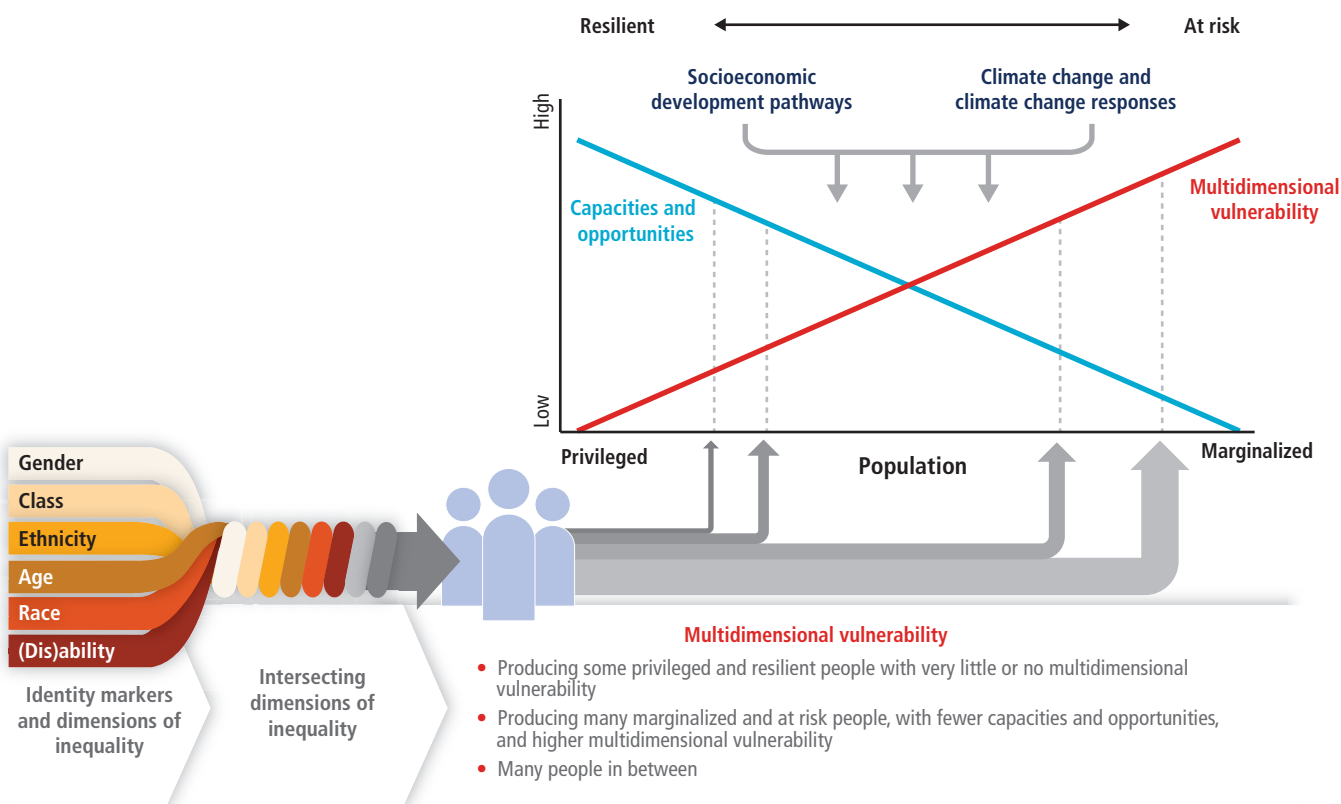 Resilient
At risk
Socioeconomic
development pathways
Climate change and
climate change responses
High
Low
Capacities and
opportunities
Multidimensional
vulnerability
Privileged
Population
Marginalized
Gender
Class
Ethnicity
Age
Race
(Dis)ability
Identity markers
and dimensions of
inequality
Intersecting
dimensions of
inequality
Multidimensional vulnerability
• Producing some privileged and resilient people with very little or no multidimensional
vulnerability
• Producing many marginalized and at risk people, with fewer capacities and opportunities,
and higher multidimensional vulnerability
• Many people in between